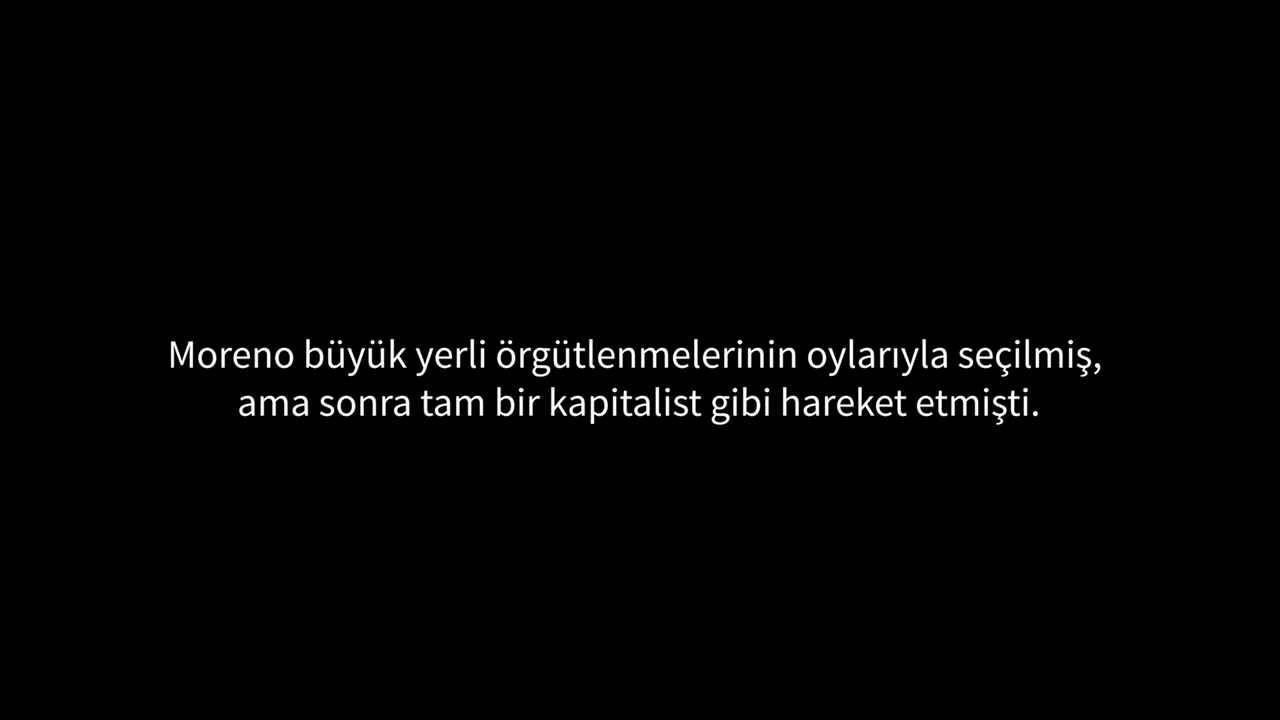 Moreno büyük yerli örgütlenmelerinin oylarıyla seçilmiş,
ama sonra tam bir kapitalist gibi hareket etmişti.